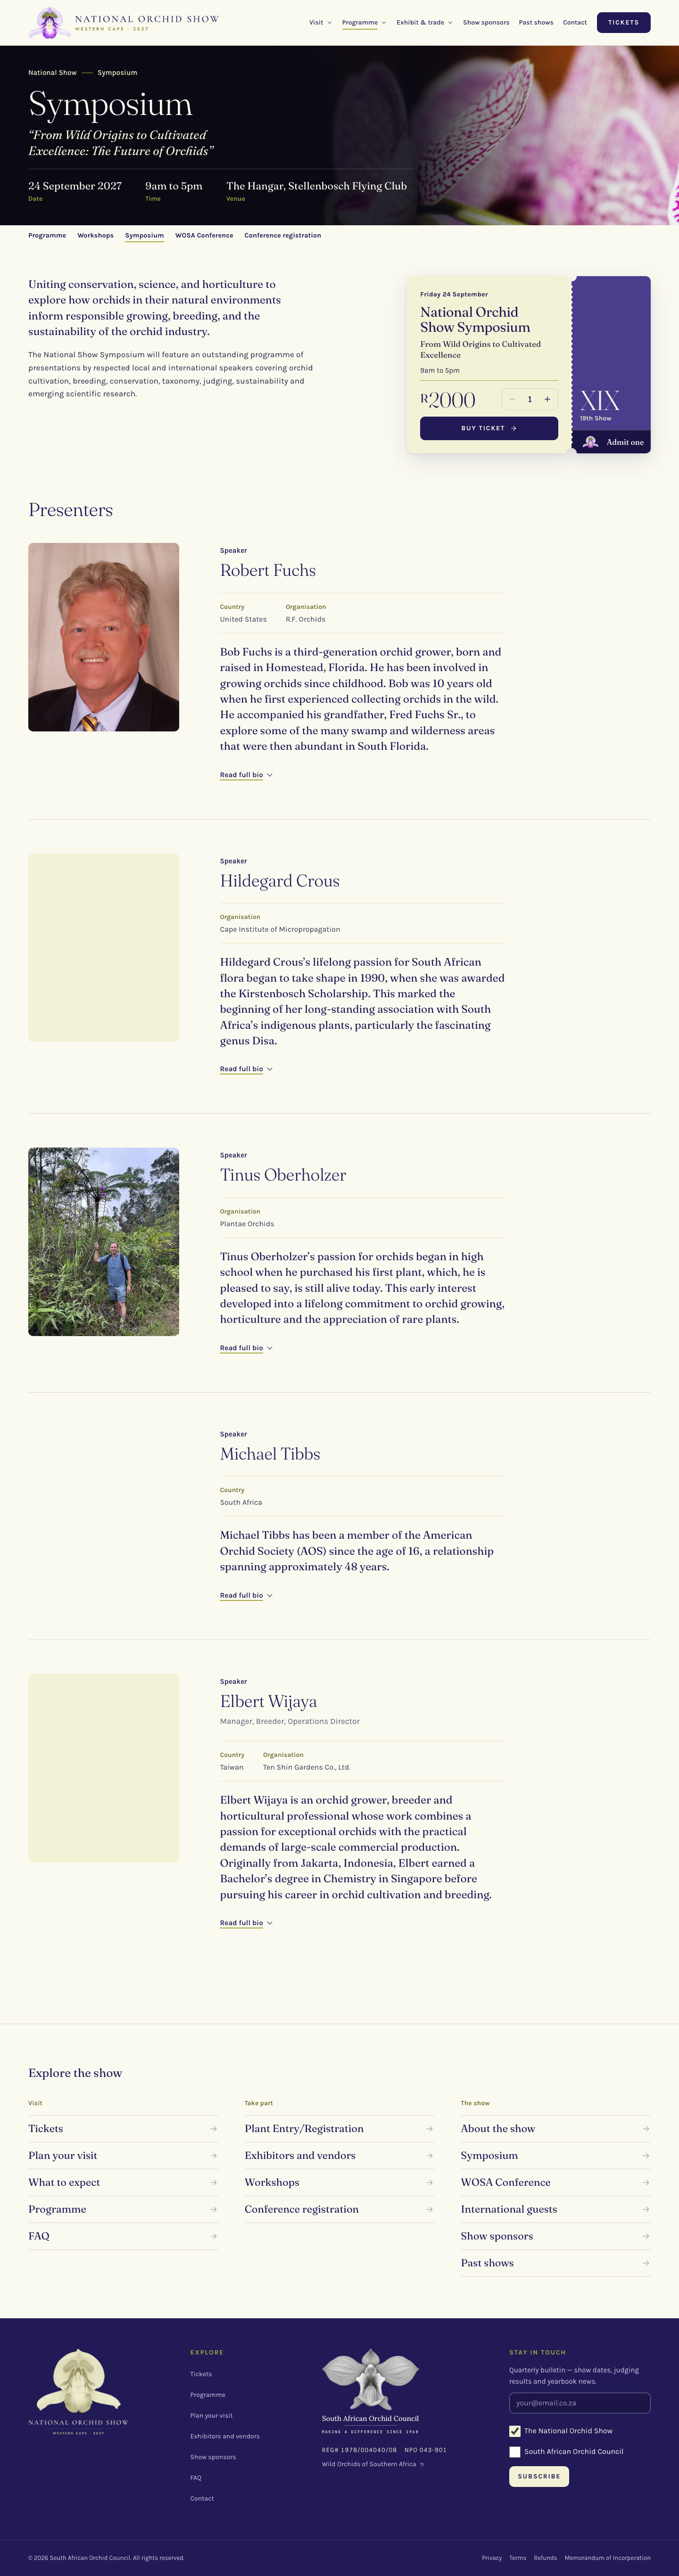 NATIONAL ORCHID SHOW
WESTERN CAPE · 2027
Visit
Programme
Exhibit & trade
Show sponsors
Past shows
Contact
TICKETS
National Show — Symposium
Symposium
“From Wild Origins to Cultivated
Excellence: The Future of Orchids”
24 September 2027
Date
9am to 5pm
Time
The Hangar, Stellenbosch Flying Club
Venue
Programme
Workshops
Symposium
WOSA Conference
Conference registration
Uniting conservation, science, and horticulture to
explore how orchids in their natural environments
inform responsible growing, breeding, and the
sustainability of the orchid industry.
The National Show Symposium will feature an outstanding programme of
presentations by respected local and international speakers covering orchid
cultivation, breeding, conservation, taxonomy, judging, sustainability and
emerging scientific research.
Friday 24 September
National Orchid
Show Symposium
From Wild Origins to Cultivated
Excellence
9am to 5pm
R2000
− 1 +
BUY TICKET →
XIX
19th Show
Admit one
Presenters
Speaker
Robert Fuchs
Country
United States
Organisation
R.F. Orchids
Bob Fuchs is a third-generation orchid grower, born and
raised in Homestead, Florida. He has been involved in
growing orchids since childhood. Bob was 10 years old
when he first experienced collecting orchids in the wild.
He accompanied his grandfather, Fred Fuchs Sr., to
explore some of the many swamp and wilderness areas
that were then abundant in South Florida.
Read full bio
Speaker
Hildegard Crous
Organisation
Cape Institute of Micropropagation
Hildegard Crous’s lifelong passion for South African
flora began to take shape in 1990, when she was awarded
the Kirstenbosch Scholarship. This marked the
beginning of her long-standing association with South
Africa’s indigenous plants, particularly the fascinating
genus Disa.
Read full bio
Speaker
Tinus Oberholzer
Organisation
Plantae Orchids
Tinus Oberholzer’s passion for orchids began in high
school when he purchased his first plant, which, he is
pleased to say, is still alive today. This early interest
developed into a lifelong commitment to orchid growing,
horticulture and the appreciation of rare plants.
Read full bio
Speaker
Michael Tibbs
Country
South Africa
Michael Tibbs has been a member of the American
Orchid Society (AOS) since the age of 16, a relationship
spanning approximately 48 years.
Read full bio
Speaker
Elbert Wijaya
Manager, Breeder, Operations Director
Country
Taiwan
Organisation
Ten Shin Gardens Co., Ltd.
Elbert Wijaya is an orchid grower, breeder and
horticultural professional whose work combines a
passion for exceptional orchids with the practical
demands of large-scale commercial production.
Originally from Jakarta, Indonesia, Elbert earned a
Bachelor’s degree in Chemistry in Singapore before
pursuing his career in orchid cultivation and breeding.
Read full bio
Explore the show
Visit
Tickets →
Plan your visit →
What to expect →
Programme →
FAQ →
Take part
Plant Entry/Registration →
Exhibitors and vendors →
Workshops →
Conference registration →
The show
About the show →
Symposium →
WOSA Conference →
International guests →
Show sponsors →
Past shows →
NATIONAL ORCHID SHOW
WESTERN CAPE · 2027
EXPLORE
Tickets
Programme
Plan your visit
Exhibitors and vendors
Show sponsors
FAQ
Contact
South African Orchid Council
MAKING A DIFFERENCE SINCE 1968
REG# 1978/004040/08 NPO 043-901
Wild Orchids of Southern Africa
STAY IN TOUCH
Quarterly bulletin — show dates, judging
results and yearbook news.
your@email.co.za
The National Orchid Show
South African Orchid Council
SUBSCRIBE
© 2026 South African Orchid Council. All rights reserved.
Privacy
Terms
Refunds
Memorandum of Incorporation